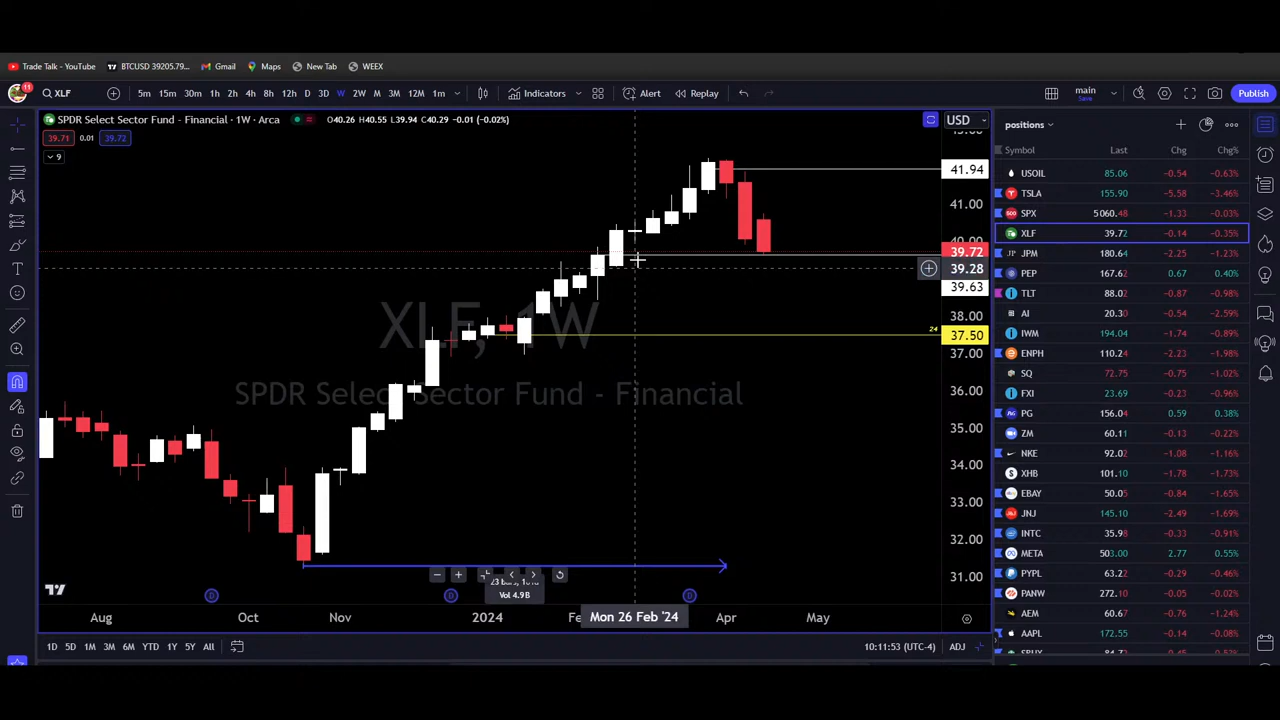 Trade Talk - YouTube BTCUSD 39205.79... Gmail Maps New Tab WEEX
11 XLF 5m 15m 30m 1h 2h 4h 8h 12h D 3D W 2W M 3M 12M 1m Indicators Alert Replay main Save Publish
SPDR Select Sector Fund - Financial · 1W · Arca O40.26 H40.55 L39.94 C40.29 -0.01 (-0.02%) USD
39.71 0.01 39.72
9
XLF, 1W
SPDR Select Sector Fund - Financial
41.94
41.00
40.00
39.72
39.28
39.63
38.00
24 37.50
37.00
36.00
35.00
34.00
33.00
32.00
31.00
Vol 4.9B
D D D
Aug Oct Nov 2024 Mon 26 Feb '24 Apr May
1D 5D 1M 3M 6M YTD 1Y 5Y All 10:11:53 (UTC-4) ADJ
positions
Symbol Last Chg Chg%
USOIL 85.06 -0.54 -0.63%
TSLA 155.90 -5.58 -3.46%
500 SPX 5060.48 -1.33 -0.03%
XLF 39.72 -0.14 -0.35%
JPM 180.64 -2.25 -1.23%
PEP 167.62 0.67 0.40%
TLT 88.02 -0.87 -0.98%
AI 20.30 -0.54 -2.59%
IWM 194.04 -1.74 -0.89%
ENPH 110.24 -2.23 -1.98%
SQ 72.75 -0.75 -1.02%
FXI 23.69 -0.23 -0.96%
PG 156.04 0.59 0.38%
ZM 60.11 -0.13 -0.22%
NKE 92.02 -1.08 -1.16%
XHB 101.10 -1.78 -1.73%
EBAY 50.05 -0.84 -1.65%
JNJ 145.10 -2.49 -1.69%
INTC 35.98 -0.33 -0.91%
META 503.00 2.77 0.55%
PYPL 63.22 -0.29 -0.46%
PANW 272.10 -0.05 -0.02%
AEM 60.67 -0.76 -1.24%
AAPL 172.55 -0.14 -0.08%